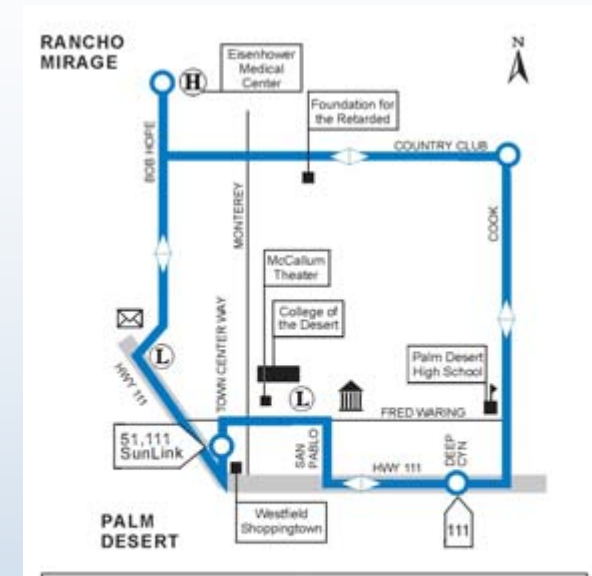 RANCHO
MIRAGE
Eisenhower
Medical
Center
H
N
Foundation for
the Retarded
BOB HOPE
COUNTRY CLUB
MONTEREY
COOK
McCallum
Theater
College of
the Desert
TOWN CENTER WAY
L
HWY 111
Palm Desert
High School
L
FRED WARING
51,111
SunLink
SAN
PABLO
HWY 111
DEEP
CYN
Westfield
Shoppingtown
111
PALM
DESERT